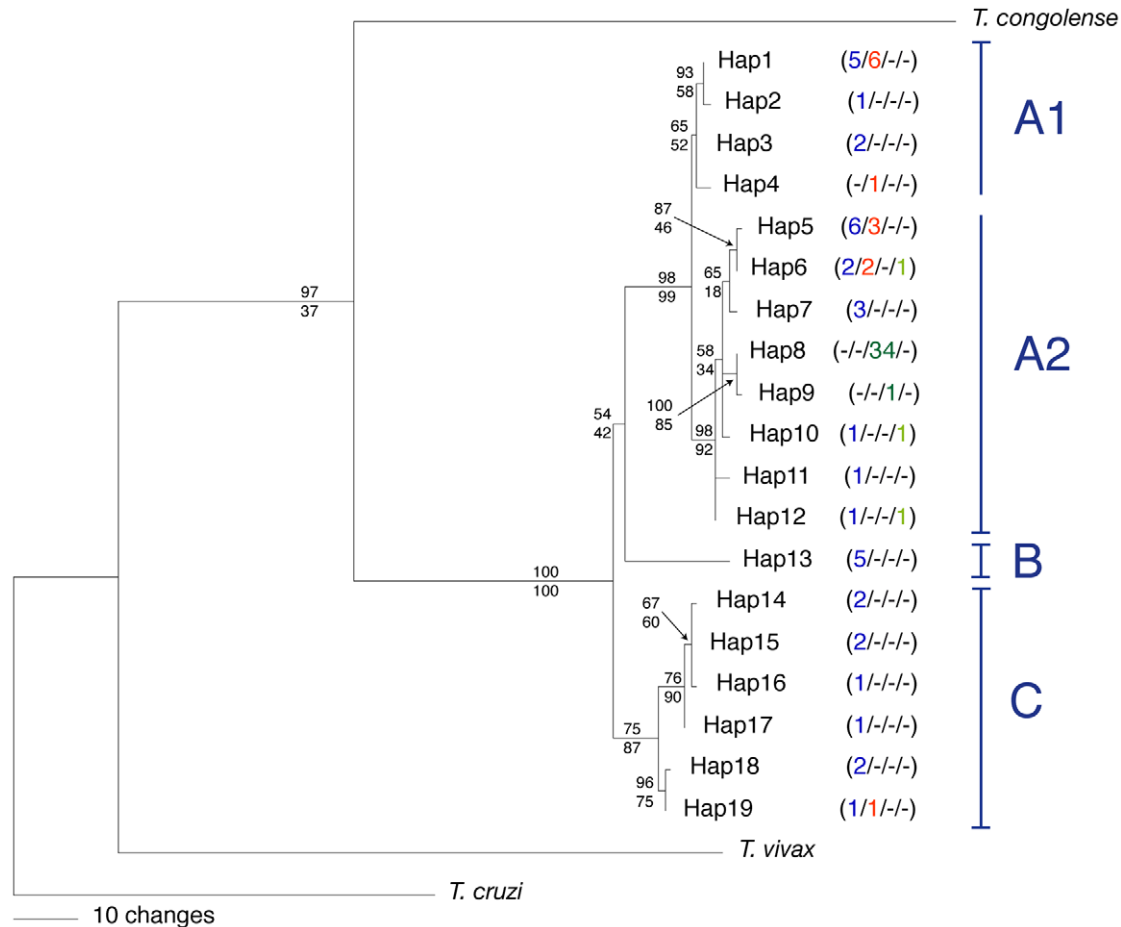 T. congolense
Hap1 (5/6/-/-)
93
58
Hap2 (1/-/-/-)
A1
65
52
Hap3 (2/-/-/-)
Hap4 (-/1/-/-)
87
46
Hap5 (6/3/-/-)
Hap6 (2/2/-/1)
65
18
98
99
97
37
Hap7 (3/-/-/-)
Hap8 (-/-/34/-)
A2
58
34
Hap9 (-/-/1/-)
100
85
54
42
Hap10 (1/-/-/1)
98
92
Hap11 (1/-/-/-)
Hap12 (1/-/-/1)
Hap13 (5/-/-/-)
B
100
100
Hap14 (2/-/-/-)
67
60
Hap15 (2/-/-/-)
Hap16 (1/-/-/-)
76
90
C
Hap17 (1/-/-/-)
75
87
Hap18 (2/-/-/-)
96
75
Hap19 (1/1/-/-)
T. vivax
T. cruzi
10 changes